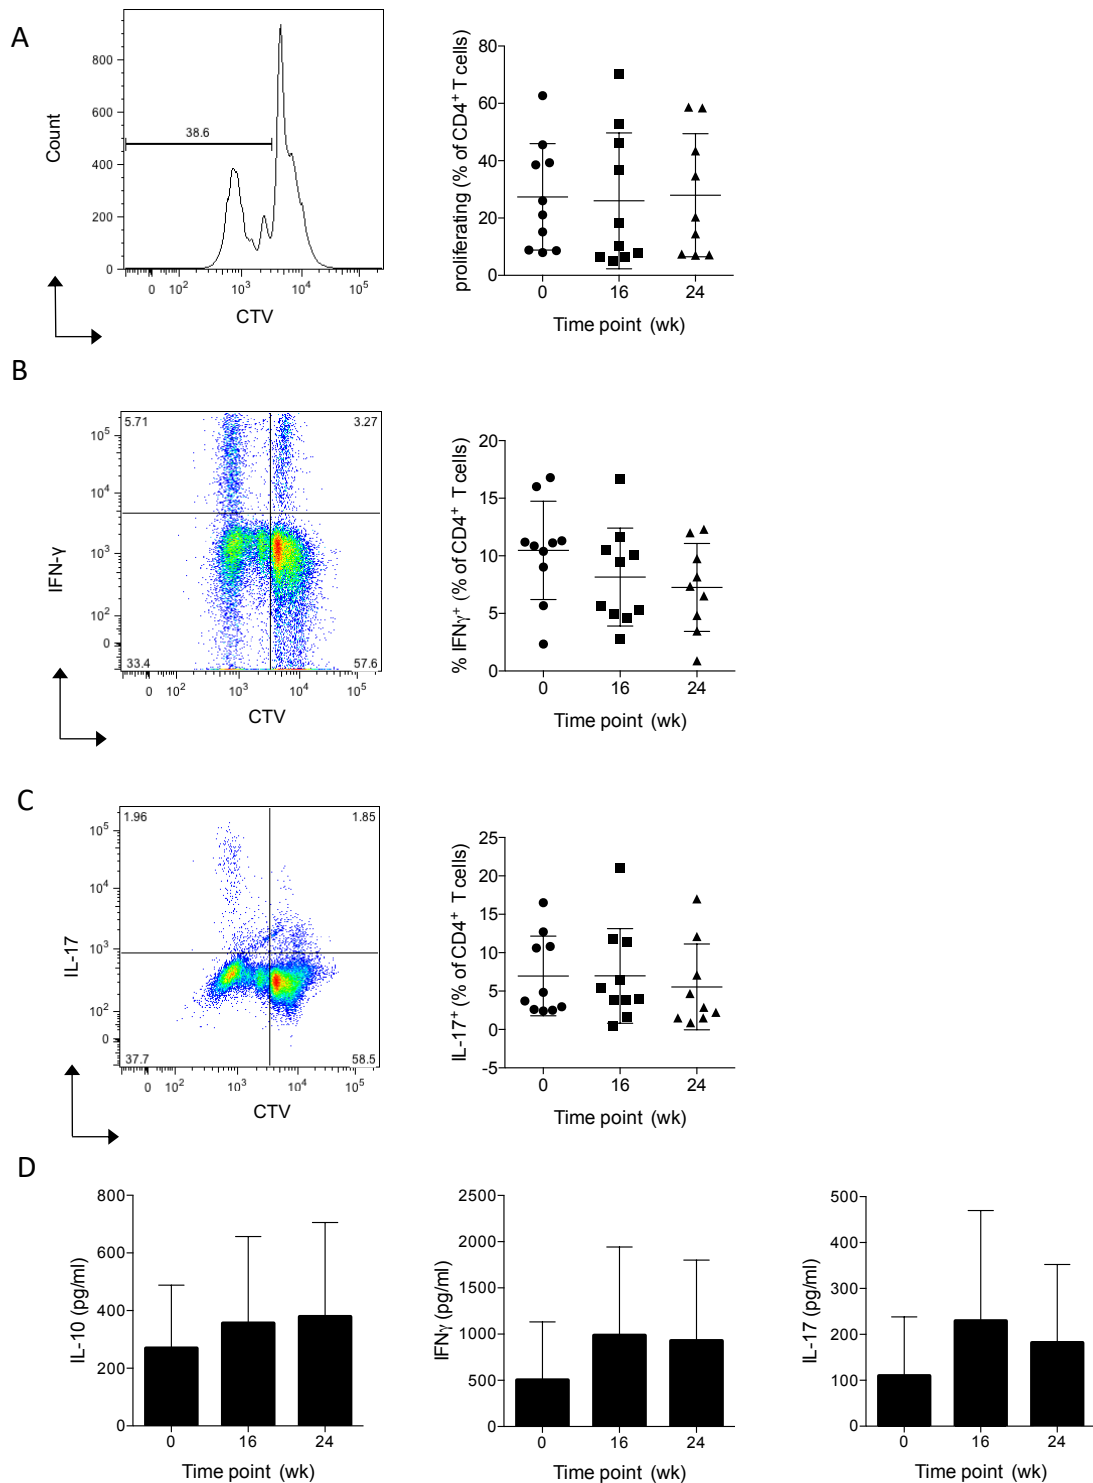 A
Count
800
600
400
200
0
38.6
0 10² 10³ 10⁴ 10⁵
CTV
proliferating (% of CD4⁺ T cells)
80
60
40
20
0
0 16 24
Time point (wk)
B
IFN-γ
10⁵
10⁴
10³
10²
0
5.71 3.27
33.4 57.6
0 10² 10³ 10⁴ 10⁵
CTV
% IFNγ⁺ (% of CD4⁺ T cells)
20
15
10
5
0
0 16 24
Time point (wk)
C
IL-17
10⁵
10⁴
10³
10²
0
1.96 1.85
37.7 58.5
0 10² 10³ 10⁴ 10⁵
CTV
IL-17⁺ (% of CD4⁺ T cells)
25
20
15
10
5
0
-5
0 16 24
Time point (wk)
D
IL-10 (pg/ml)
800
600
400
200
0
0 16 24
Time point (wk)
IFNγ (pg/ml)
2500
2000
1500
1000
500
0
0 16 24
Time point (wk)
IL-17 (pg/ml)
500
400
300
200
100
0
0 16 24
Time point (wk)